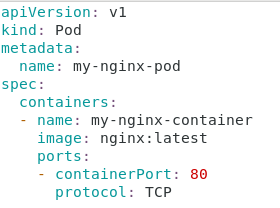 apiVersion: v1
kind: Pod
metadata:
  name: my-nginx-pod
spec:
  containers:
  - name: my-nginx-container
    image: nginx:latest
    ports:
    - containerPort: 80
      protocol: TCP